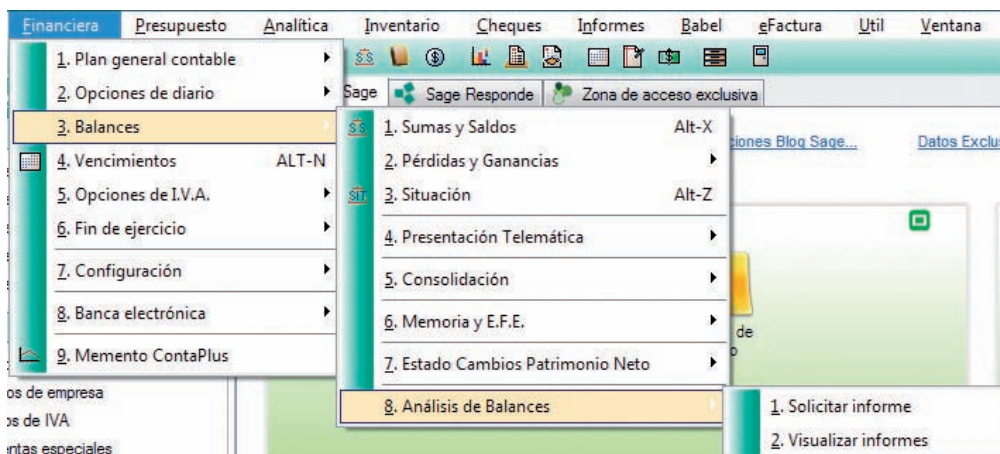 Financiera Presupuesto Analítica Inventario Cheques Informes Babel eFactura Util Ventana
1. Plan general contable
2. Opciones de diario
3. Balances
4. Vencimientos ALT-N
5. Opciones de I.V.A.
6. Fin de ejercicio
7. Configuración
8. Banca electrónica
9. Memento ContaPlus
Sage Sage Responde Zona de acceso exclusiva
1. Sumas y Saldos Alt-X
2. Pérdidas y Ganancias
3. Situación Alt-Z
4. Presentación Telemática
5. Consolidación
6. Memoria y E.F.E.
7. Estado Cambios Patrimonio Neto
8. Análisis de Balances
1. Solicitar informe
2. Visualizar informes
ciones Blog Sage... Datos Exclu
de
os de empresa
os de IVA
entas especiales